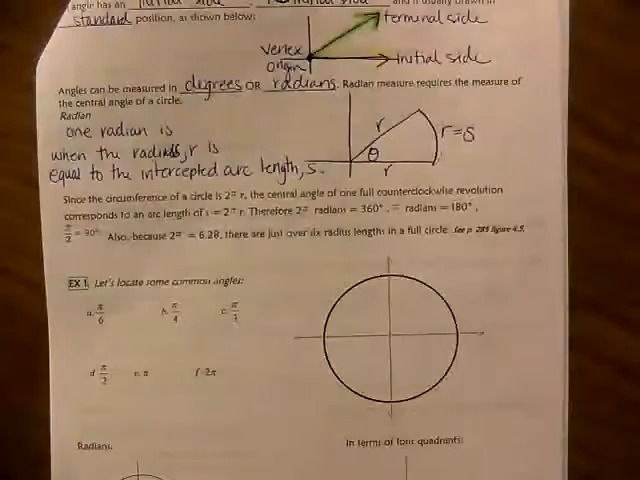 angle has an initial side
standard position, as shown below:
terminal side
vertex
origin
initial side
Angles can be measured in degrees OR radians. Radian measure requires the measure of
the central angle of a circle.
Radian
one radian is
when the radius, r is
equal to the intercepted arc length, s.
r
r=s
θ
r
Since the circumference of a circle is 2π r, the central angle of one full counterclockwise revolution
corresponds to an arc length of s = 2π r. Therefore 2π radians = 360°, π radians = 180°,
π/2 = 90° Also, because 2π ≈ 6.28, there are just over six radius lengths in a full circle. See p. 283 figure 4.5.
EX 1 Let's locate some common angles:
a. π/6 b. π/4 c. π/3
d. π/2 e. π f. 2π
Radians: In terms of four quadrants: